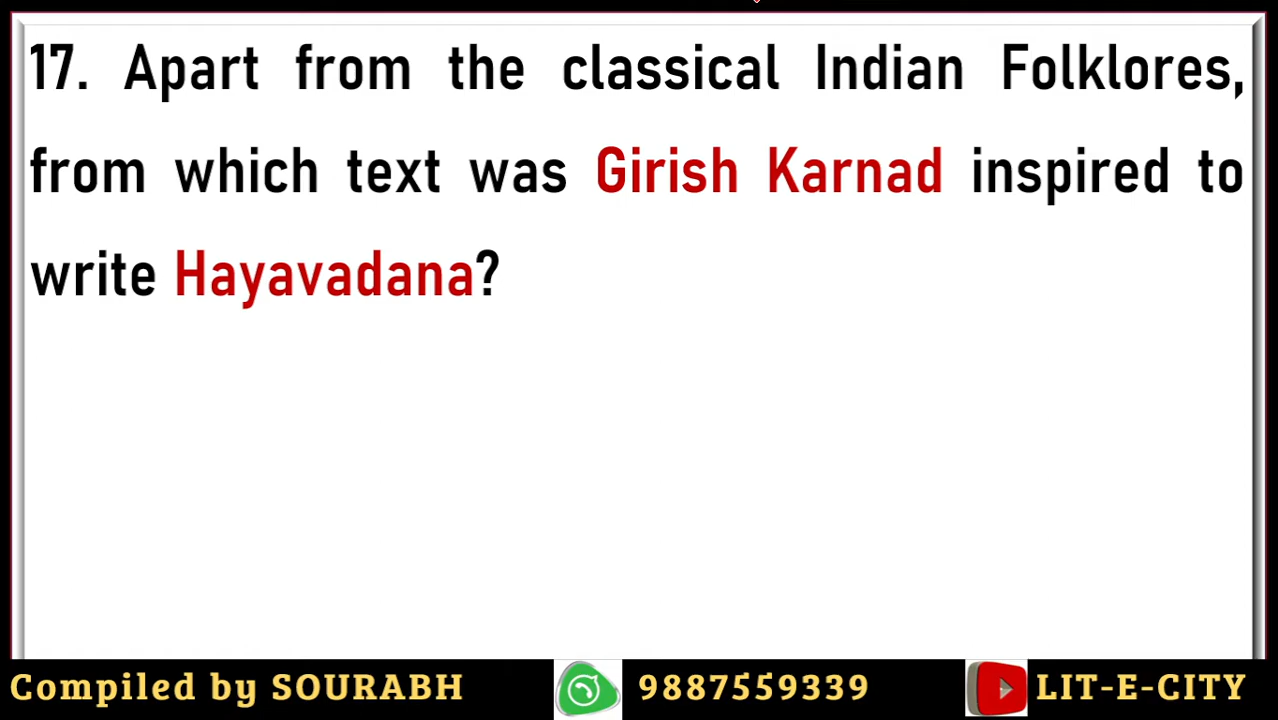 17. Apart from the classical Indian Folklores,
from which text was Girish Karnad inspired to
write Hayavadana?
Compiled by SOURABH 9887559339 LIT-E-CITY